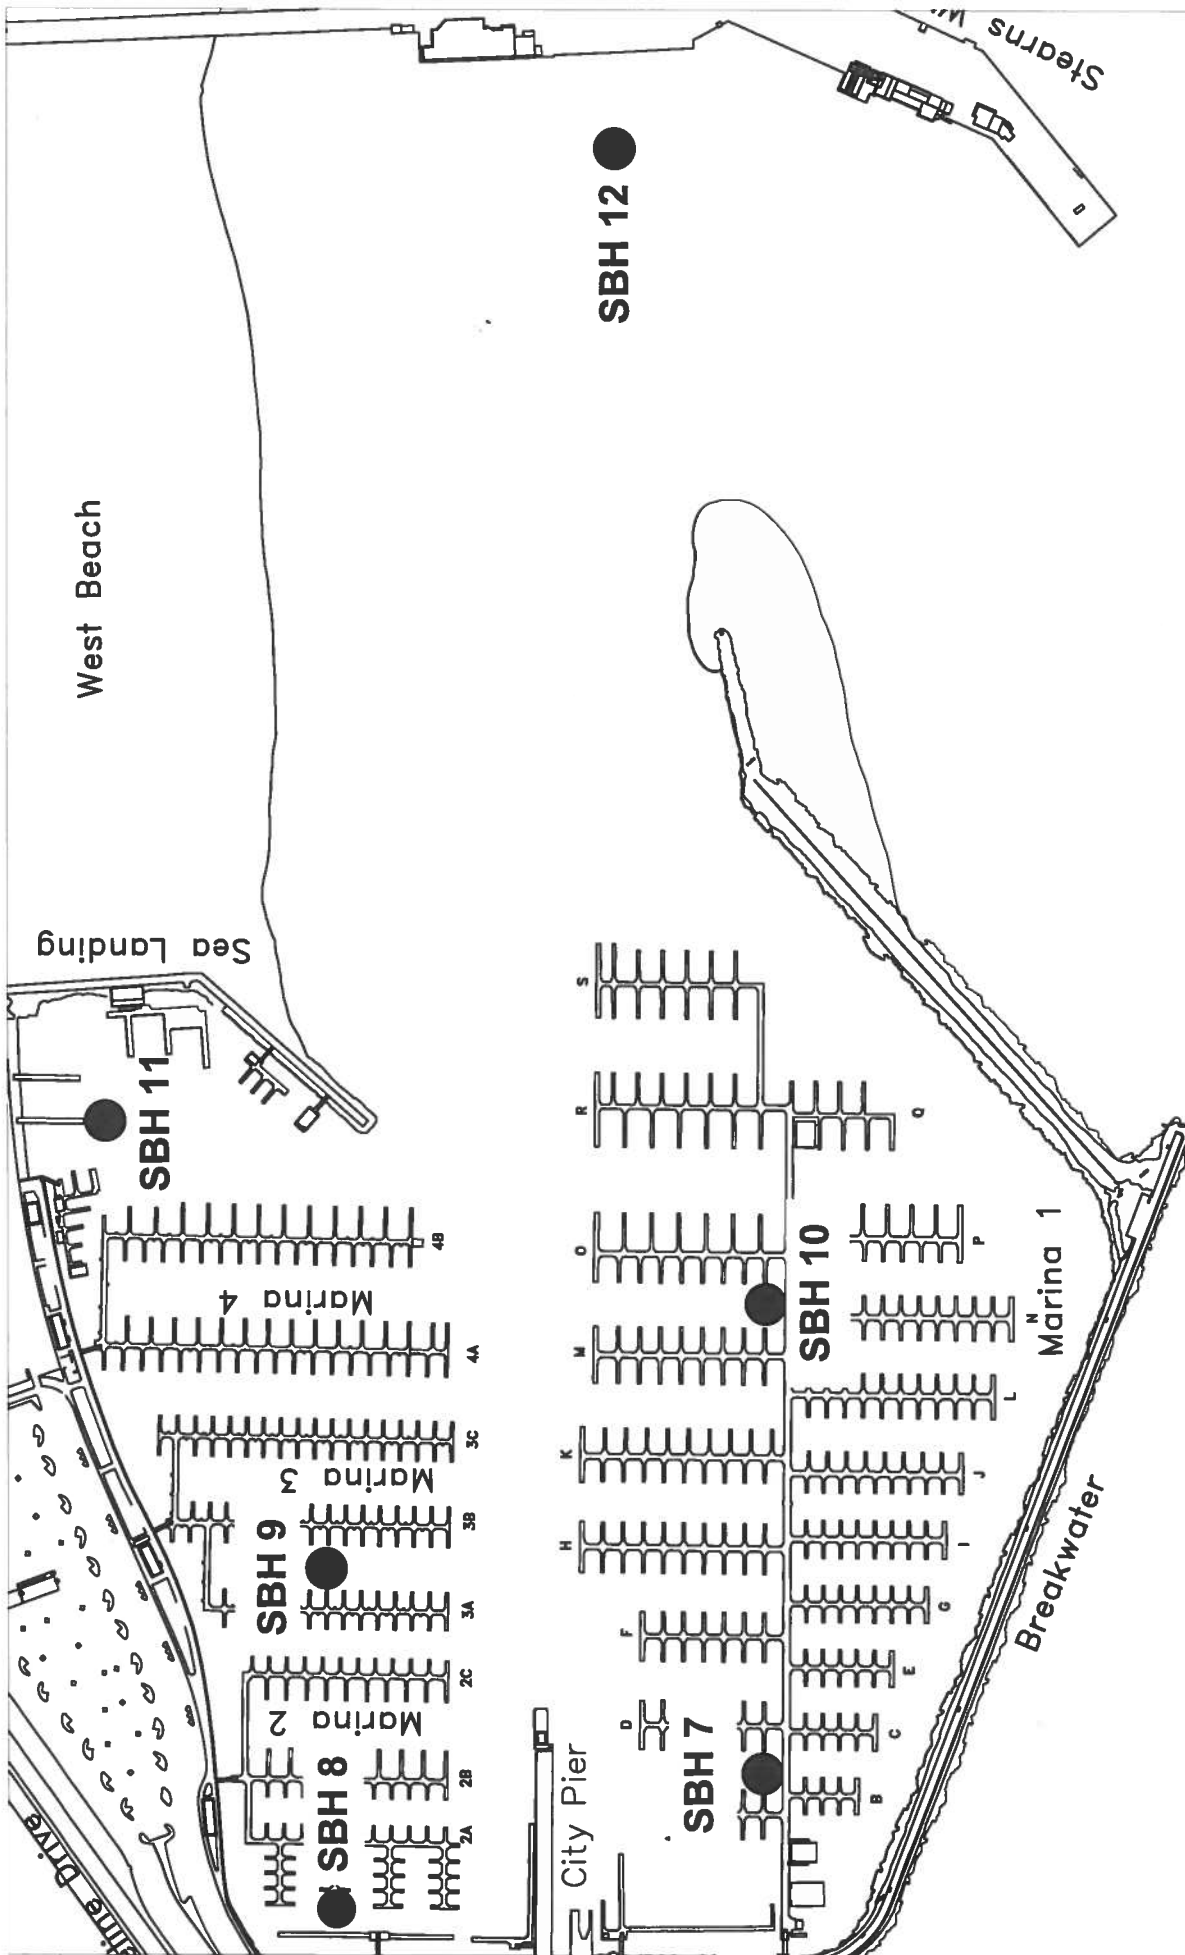 Stearns
West Beach
SBH 12
Sea Landing
SBH 11
S
R
Q
4B
Marina 4
O
SBH 10
P
4A
M
N
Marina 1
L
3C
Marina 3
K
J
SBH 9
3B
H
I
3A
F
G
Breakwater
2C
E
Marina 2
D
SBH 7
C
SBH 8
2B
B
2A
City Pier
Drive